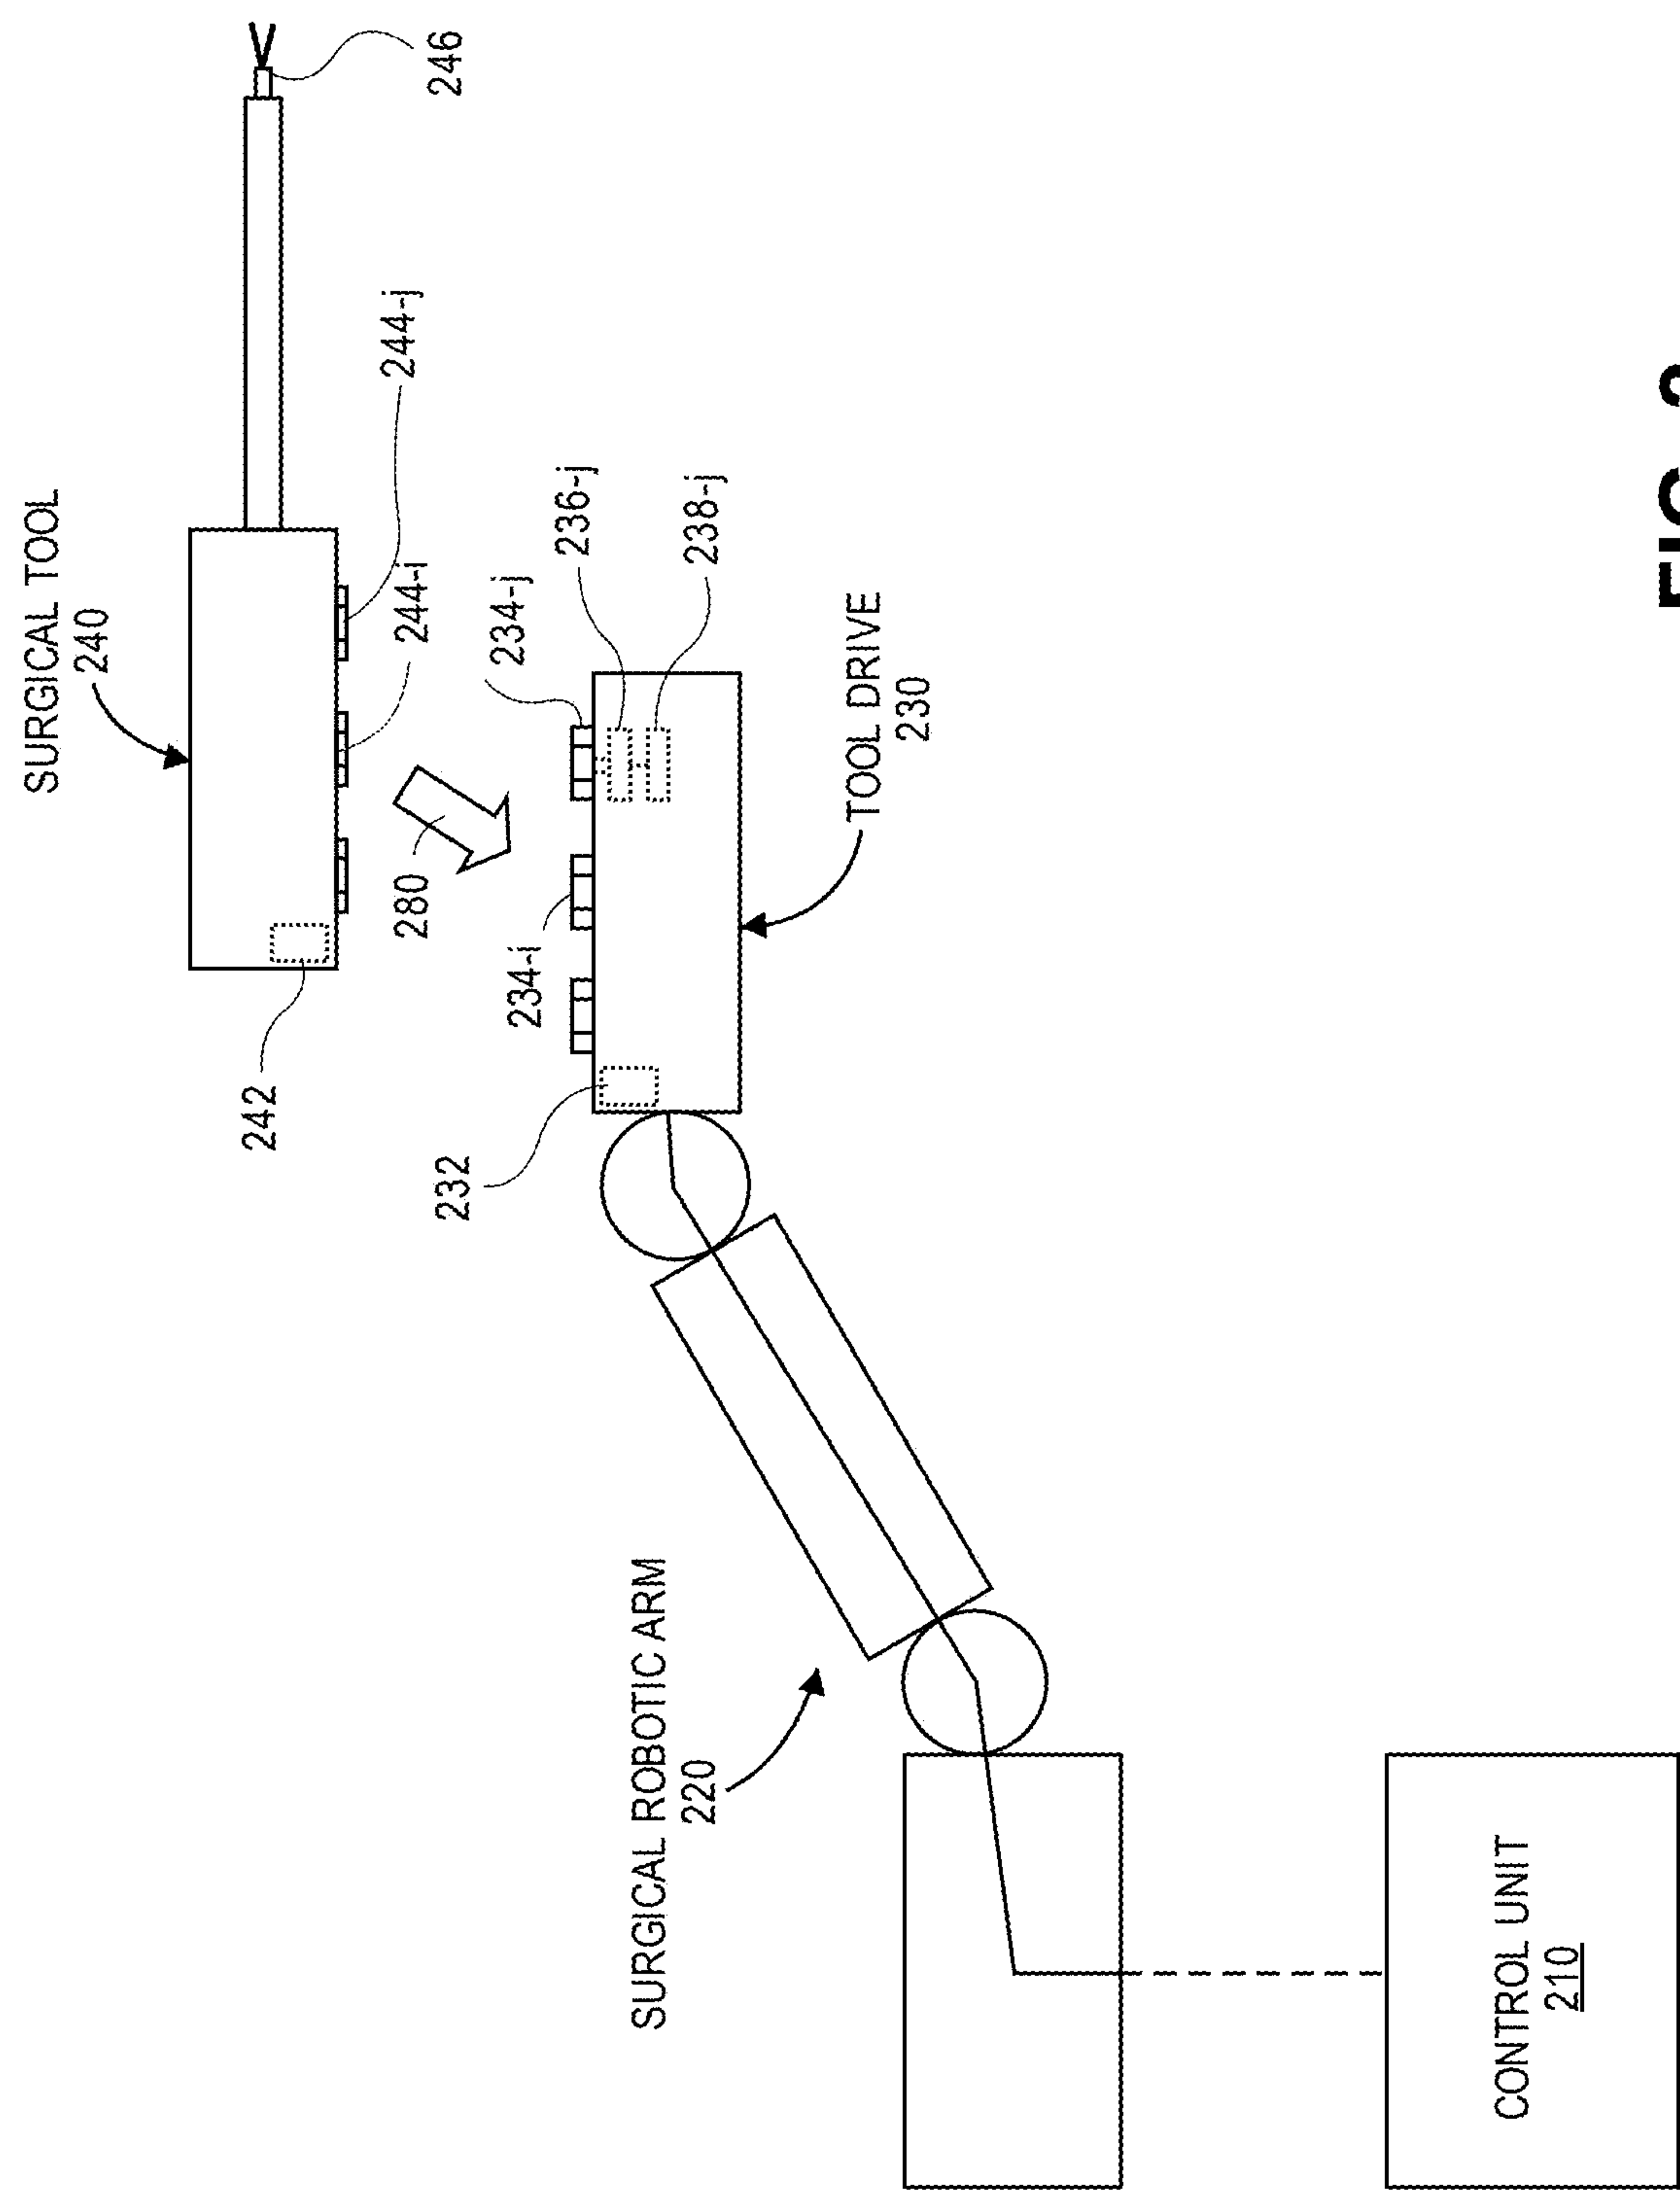 SURGICAL TOOL
240
246
244-j
244-i
242
280
234-j
236-j
238-j
234-i
232
TOOL DRIVE
230
SURGICAL ROBOTIC ARM
220
CONTROL UNIT
210